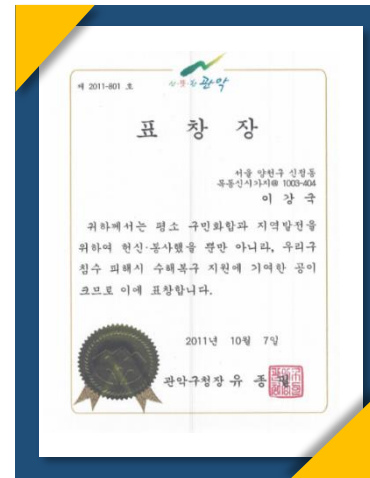 제 2011-801 호
사람중심 관악
표 창 장
서울 양천구 신정동
목동신시가지@ 1003-404
이 강 국
귀하께서는 평소 구민화합과 지역발전을
위하여 헌신·봉사했을 뿐만 아니라, 우리구
침수 피해시 수해복구 지원에 기여한 공이
크므로 이에 표창합니다.
2011년 10월 7일
관악구청장 유 종 필